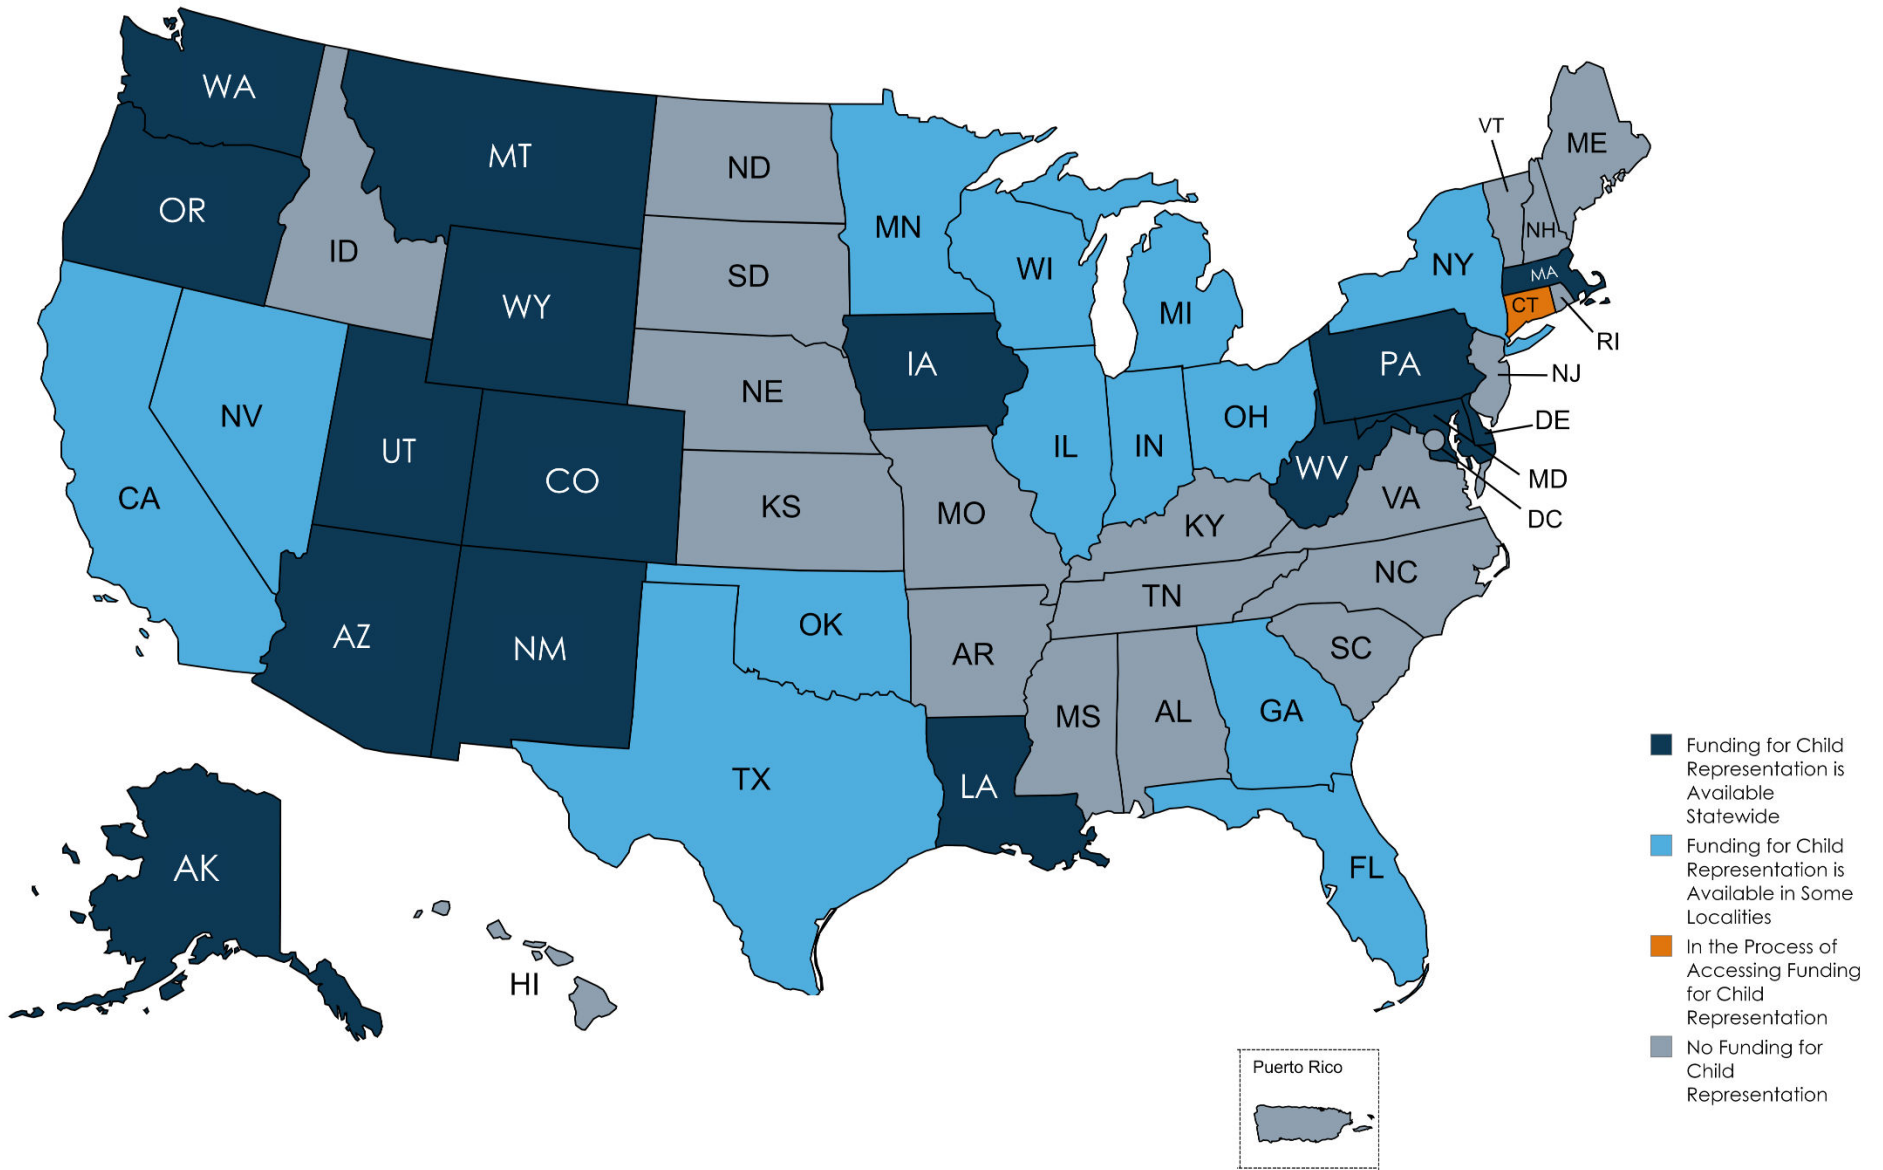 WA
MT
ND
MN
VT
ME
OR
ID
SD
WI
NH
NY
MA
WY
MI
CT
RI
NE
IA
PA
NJ
NV
UT
CO
IL
IN
OH
DE
WV
MD
CA
KS
MO
KY
VA
DC
NC
AZ
NM
OK
TN
AR
SC
MS
AL
GA
TX
LA
FL
AK
HI
Funding for Child
Representation is
Available
Statewide
Funding for Child
Representation is
Available in Some
Localities
In the Process of
Accessing Funding
for Child
Representation
No Funding for
Child
Representation
Puerto Rico